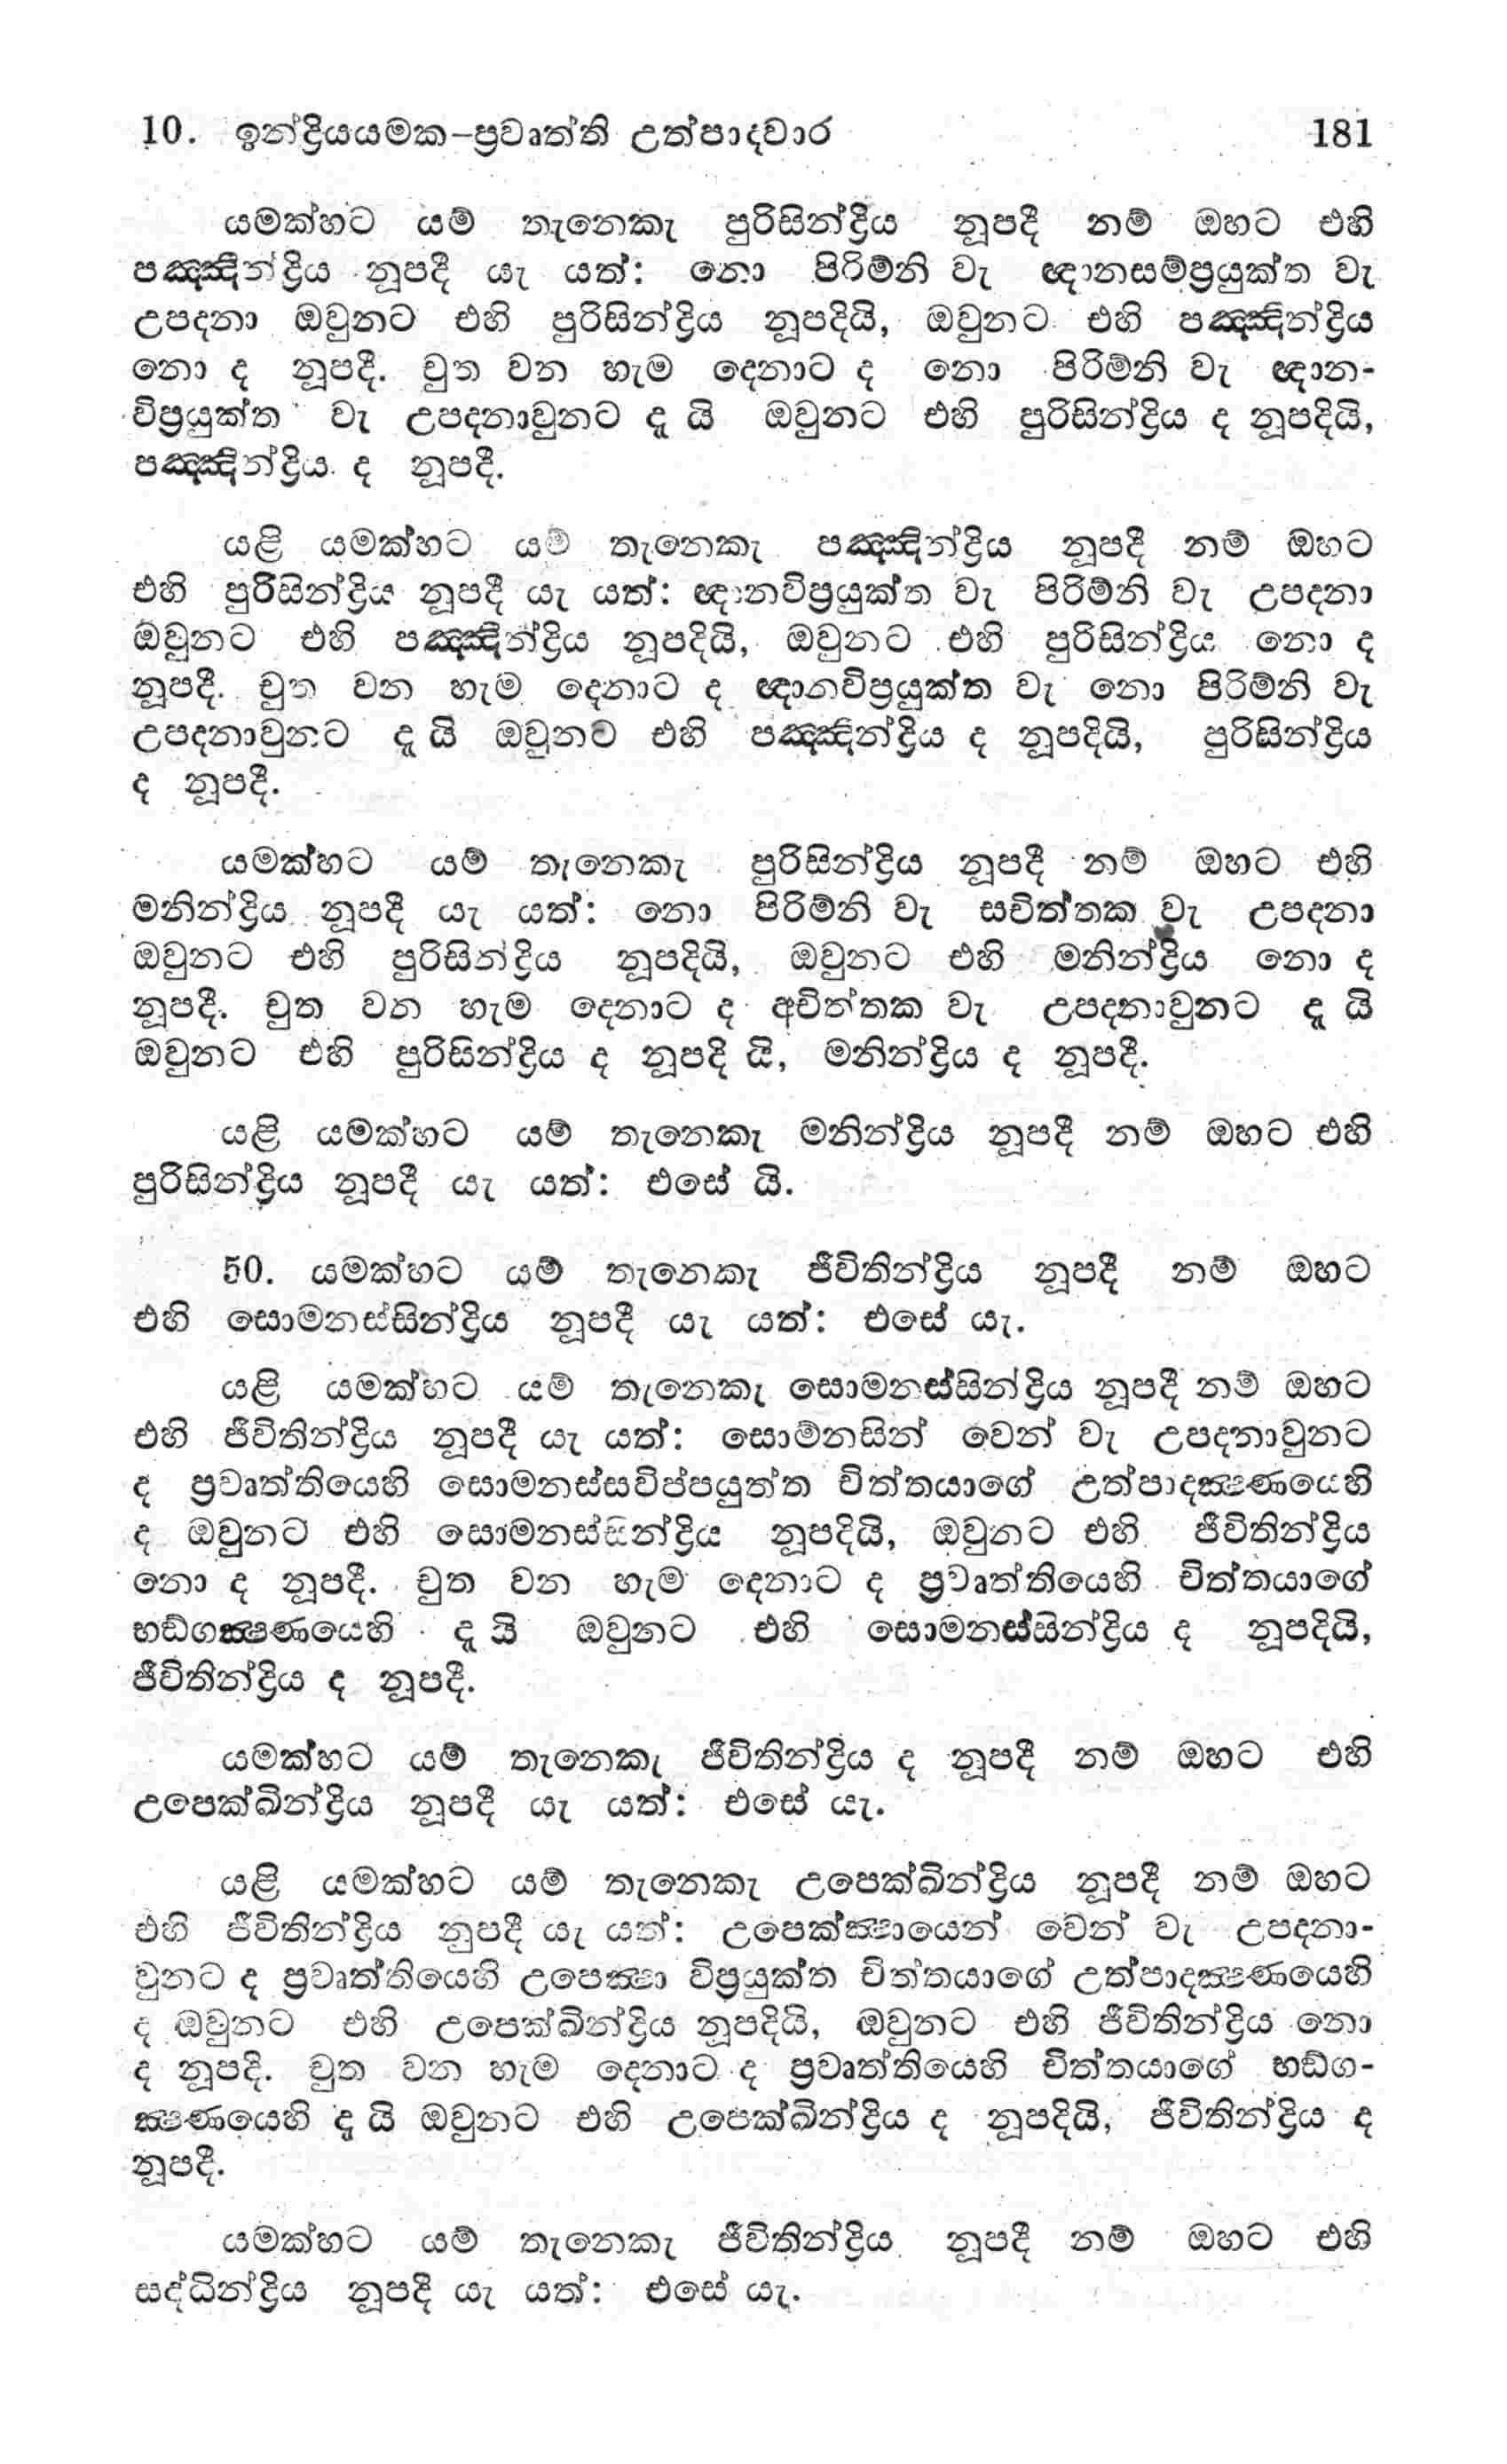 10. ඉන්ද්‍රියයමක–ප්‍රවෘත්ති උත්පාදවාර 181
යමක්හට යම් තැනෙකැ පුරිසින්ද්‍රිය නූපදී නම් ඔහට එහි
පඤ්ඤින්ද්‍රිය නූපදී යැ යත්: නො පිරිම්නි වැ ඥානසම්ප්‍රයුක්ත වැ
උපදනා ඔවුනට එහි පුරිසින්ද්‍රිය නූපදියි, ඔවුනට එහි පඤ්ඤින්ද්‍රිය
නො ද නූපදී. චුත වන හැම දෙනාට ද නො පිරිම්නි වැ ඥාන-
විප්‍රයුක්ත වැ උපදනාවුනට දැ යි ඔවුනට එහි පුරිසින්ද්‍රිය ද නූපදියි,
පඤ්ඤින්ද්‍රිය ද නූපදී.
යළි යමක්හට යම් තැනෙකැ පඤ්ඤින්ද්‍රිය නූපදී නම් ඔහට
එහි පුරිසින්ද්‍රිය නූපදී යැ යත්: ඥානවිප්‍රයුක්ත වැ පිරිම්නි වැ උපදනා
ඔවුනට එහි පඤ්ඤින්ද්‍රිය නූපදියි, ඔවුනට එහි පුරිසින්ද්‍රිය නො ද
නූපදී. චුත වන හැම දෙනාට ද ඥානවිප්‍රයුක්ත වැ නො පිරිම්නි වැ
උපදනාවුනට දැ යි ඔවුනට එහි පඤ්ඤින්ද්‍රිය ද නූපදියි, පුරිසින්ද්‍රිය
ද නූපදී.
යමක්හට යම් තැනෙකැ පුරිසින්ද්‍රිය නූපදී නම් ඔහට එහි
මනින්ද්‍රිය නූපදී යැ යත්: නො පිරිම්නි වැ සචිත්තක වැ උපදනා
ඔවුනට එහි පුරිසින්ද්‍රිය නූපදියි, ඔවුනට එහි මනින්ද්‍රිය නො ද
නූපදී. චුත වන හැම දෙනාට ද අචිත්තක වැ උපදනාවුනට දැ යි
ඔවුනට එහි පුරිසින්ද්‍රිය ද නූපදි යි, මනින්ද්‍රිය ද නූපදී.
යළි යමක්හට යම් තැනෙකැ මනින්ද්‍රිය නූපදී නම් ඔහට එහි
පුරිසින්ද්‍රිය නූපදී යැ යත්: එසේ යි.
50. යමක්හට යම් තැනෙකැ ජීවිතින්ද්‍රිය නූපදී නම් ඔහට
එහි සොමනස්සින්ද්‍රිය නූපදී යැ යත්: එසේ යැ.
යළි යමක්හට යම් තැනෙකැ සොමනස්සින්ද්‍රිය නූපදී නම් ඔහට
එහි ජීවිතින්ද්‍රිය නූපදී යැ යත්: සොම්නසින් වෙන් වැ උපදනාවුනට
ද ප්‍රවෘත්තියෙහි සොමනස්සවිප්පයුත්ත චිත්තයාගේ උත්පාදක්‍ෂණයෙහි
ද ඔවුනට එහි සොමනස්සින්ද්‍රිය නූපදියි, ඔවුනට එහි ජීවිතින්ද්‍රිය
නො ද නූපදී. චුත වන හැම දෙනාට ද ප්‍රවෘත්තියෙහි චිත්තයාගේ
භඞ්ගක්‍ෂණයෙහි දැ යි ඔවුනට එහි සොමනස්සින්ද්‍රිය ද නූපදියි,
ජීවිතින්ද්‍රිය ද නූපදී.
යමක්හට යම් තැනෙකැ ජීවිතින්ද්‍රිය ද නූපදී නම් ඔහට එහි
උපෙක්ඛින්ද්‍රිය නූපදී යැ යත්: එසේ යැ.
යළි යමක්හට යම් තැනෙකැ උපෙක්ඛින්ද්‍රිය නූපදී නම් ඔහට
එහි ජීවිතින්ද්‍රිය නුපදී යැ යත්: උපෙක්ක්‍ෂායෙන් වෙන් වැ උපදනා-
වුනට ද ප්‍රවෘත්තියෙහි උපෙක්‍ෂා විප්‍රයුක්ත චිත්තයාගේ උත්පාදක්‍ෂණයෙහි
ද ඔවුනට එහි උපෙක්ඛින්ද්‍රිය නූපදියි, ඔවුනට එහි ජීවිතින්ද්‍රිය නො
ද නූපදි. චුත වන හැම දෙනාට ද ප්‍රවෘත්තියෙහි චිත්තයාගේ භඞ්ග-
ක්‍ෂණයෙහි දැ යි ඔවුනට එහි උපෙක්ඛින්ද්‍රිය ද නූපදියි, ජීවිතින්ද්‍රිය ද
නූපදී.
යමක්හට යම් තැනෙකැ ජීවිතින්ද්‍රිය නූපදී නම් ඔහට එහි
සද්ධින්ද්‍රිය නූපදී යැ යත්: එසේ යැ.